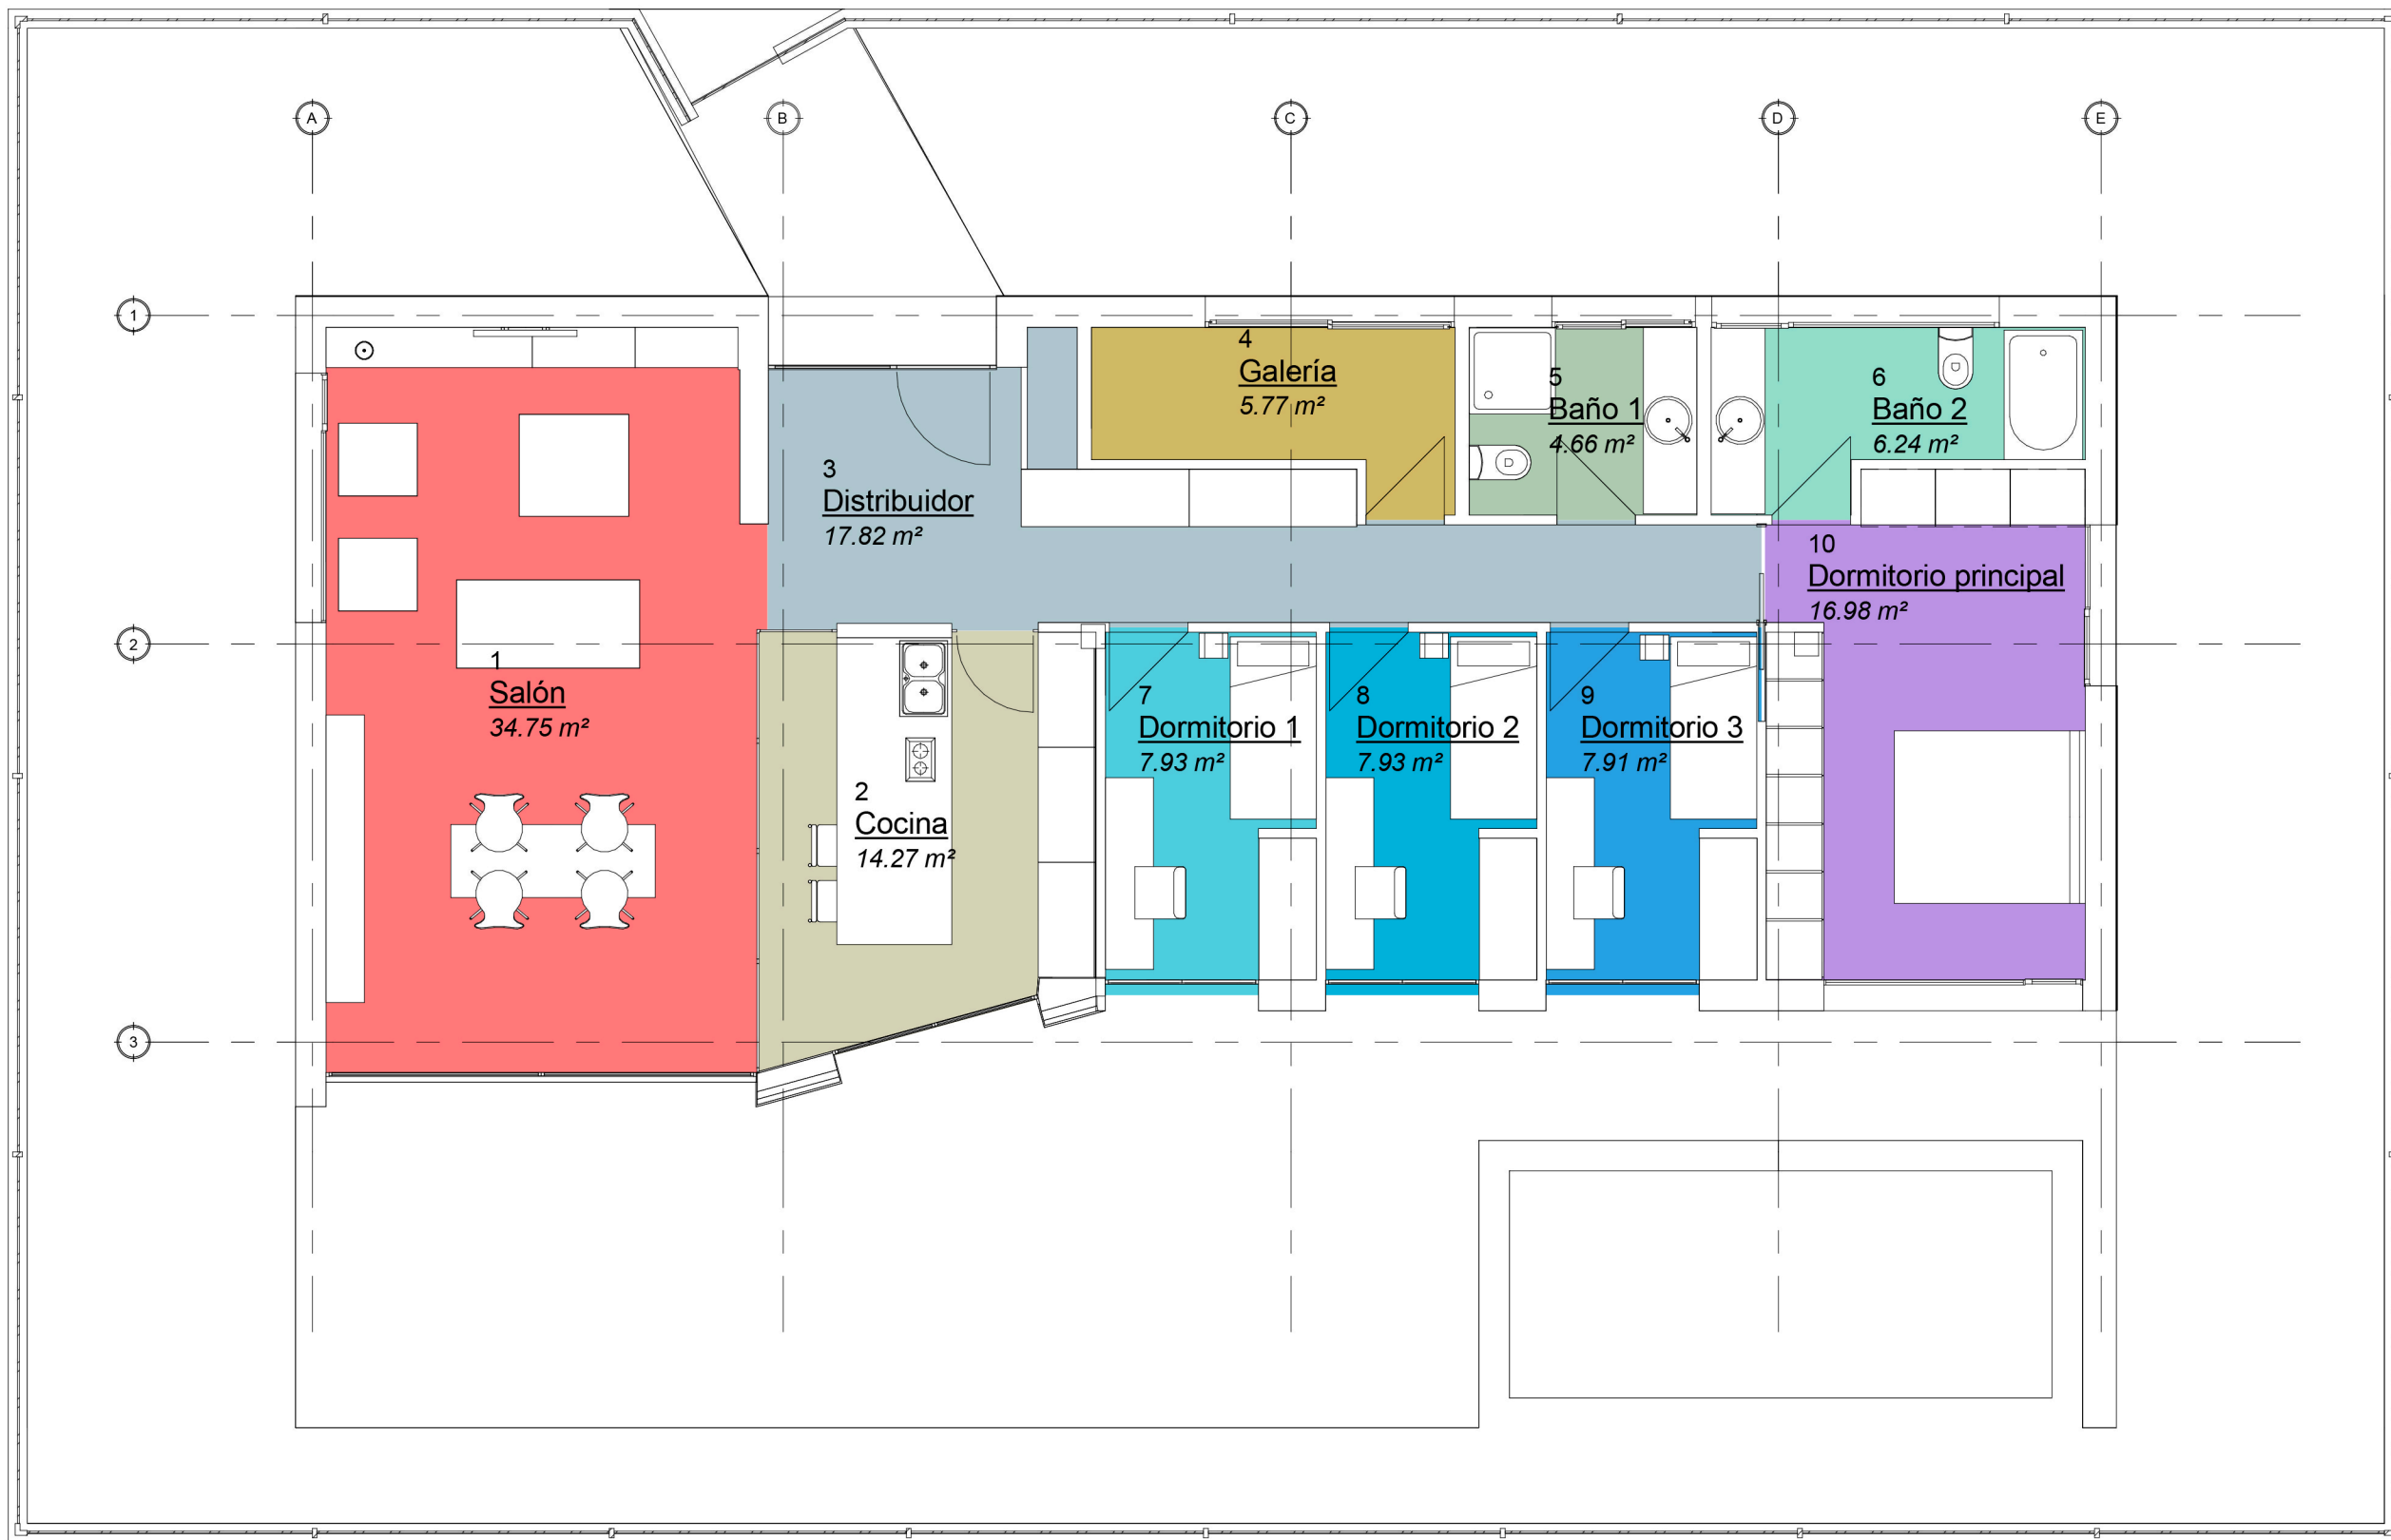 A
B
C
D
E
1
2
3
4
Galería
5.77 m²
5
Baño 1
4.66 m²
6
Baño 2
6.24 m²
3
Distribuidor
17.82 m²
10
Dormitorio principal
16.98 m²
1
Salón
34.75 m²
7
Dormitorio 1
7.93 m²
8
Dormitorio 2
7.93 m²
9
Dormitorio 3
7.91 m²
2
Cocina
14.27 m²